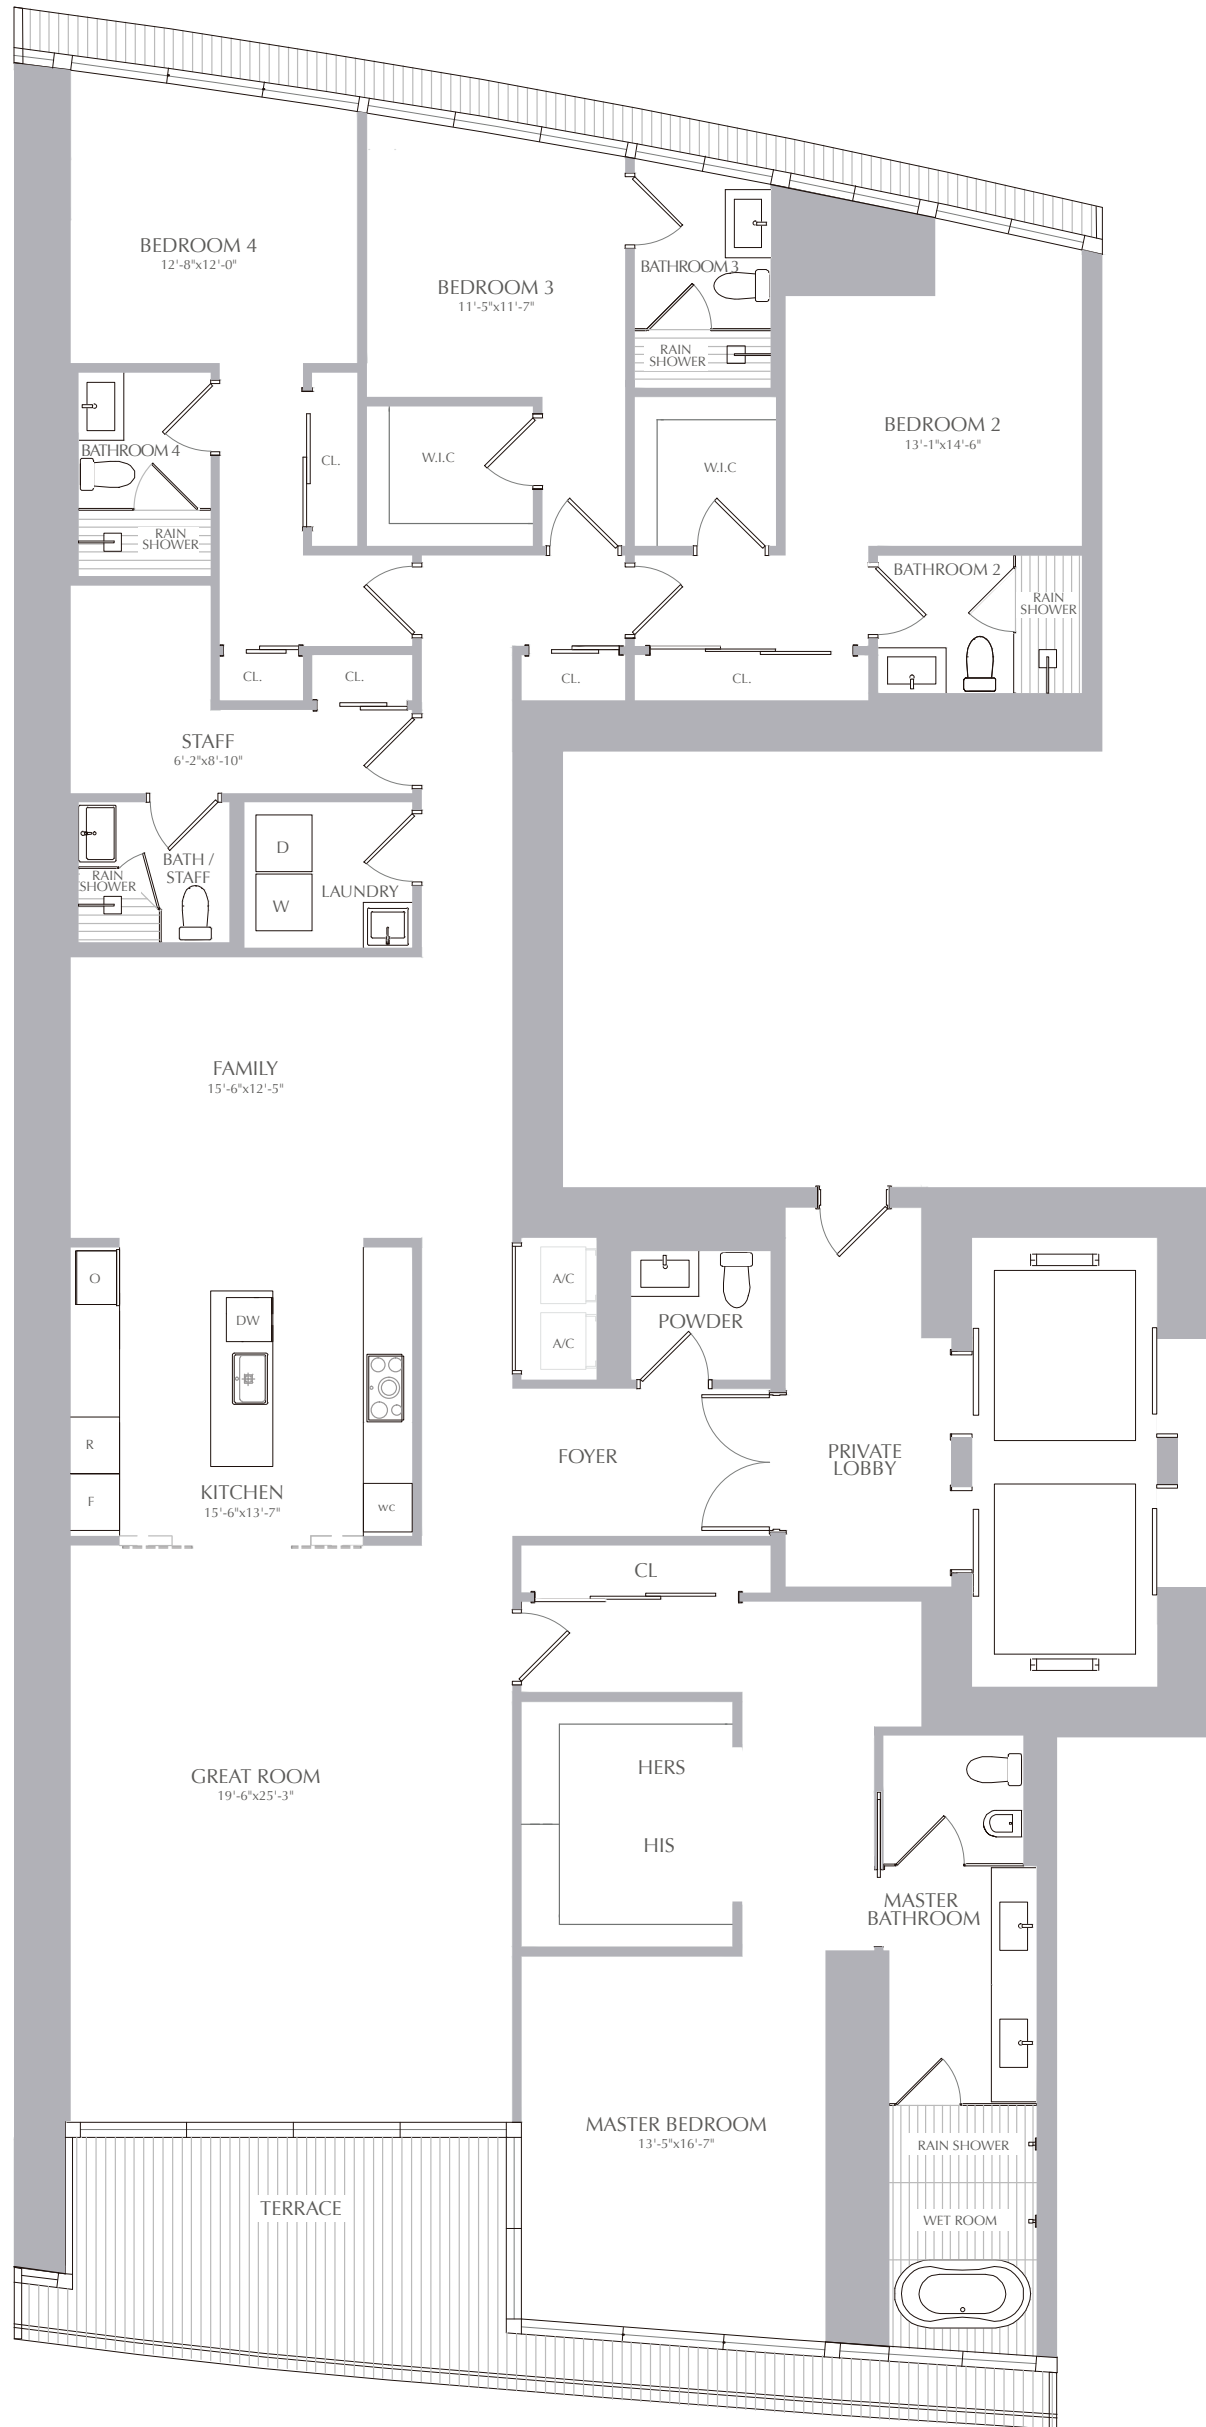 BEDROOM 4
12'-8"x12'-0"
BEDROOM 3
11'-5"x11'-7"
BATHROOM 3
RAIN
SHOWER
BEDROOM 2
13'-1"x14'-6"
BATHROOM 4
RAIN
SHOWER
CL.
W.I.C
W.I.C
BATHROOM 2
RAIN
SHOWER
CL.
CL.
CL.
CL.
STAFF
6'-2"x8'-10"
BATH /
STAFF
RAIN
SHOWER
D
W
LAUNDRY
FAMILY
15'-6"x12'-5"
O
DW
R
F
KITCHEN
15'-6"x13'-7"
wc
A/C
A/C
POWDER
FOYER
PRIVATE
LOBBY
CL
GREAT ROOM
19'-6"x25'-3"
HERS
HIS
MASTER
BATHROOM
MASTER BEDROOM
13'-5"x16'-7"
RAIN SHOWER
WET ROOM
TERRACE